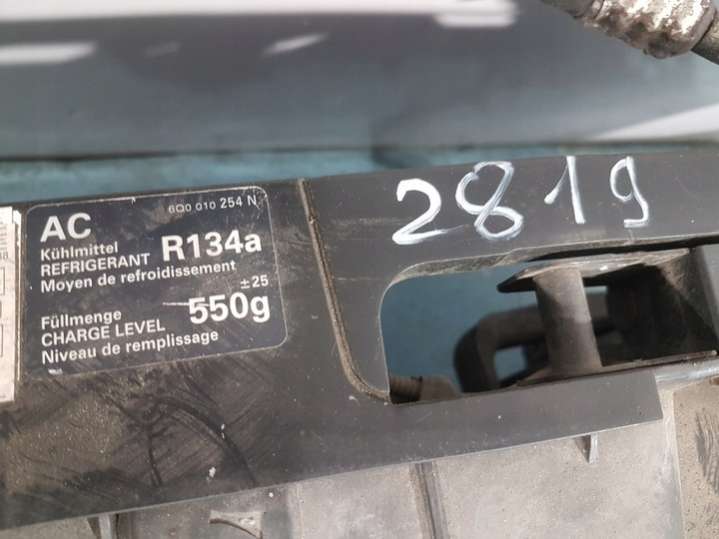 AC
6Q0 010 254 N
Kühlmittel
REFRIGERANT R134a
Moyen de refroidissement
±25
Füllmenge
CHARGE LEVEL 550g
Niveau de remplissage
2819